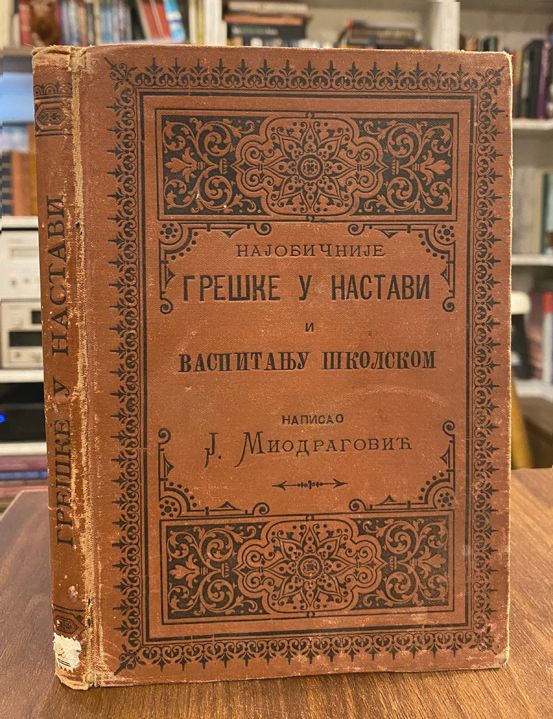 НАЈОБИЧНИЈЕ
ГРЕШКЕ У НАСТАВИ
И
ВАСПИТАЊУ ШКОЛСКОМ
НАПИСАО
Ј. МИОДРАГОВИЋ
ГРЕШКЕ У НАСТАВИ